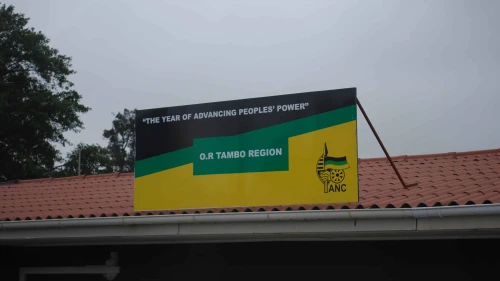 "THE YEAR OF ADVANCING PEOPLES' POWER"
O.R TAMBO REGION
ANC